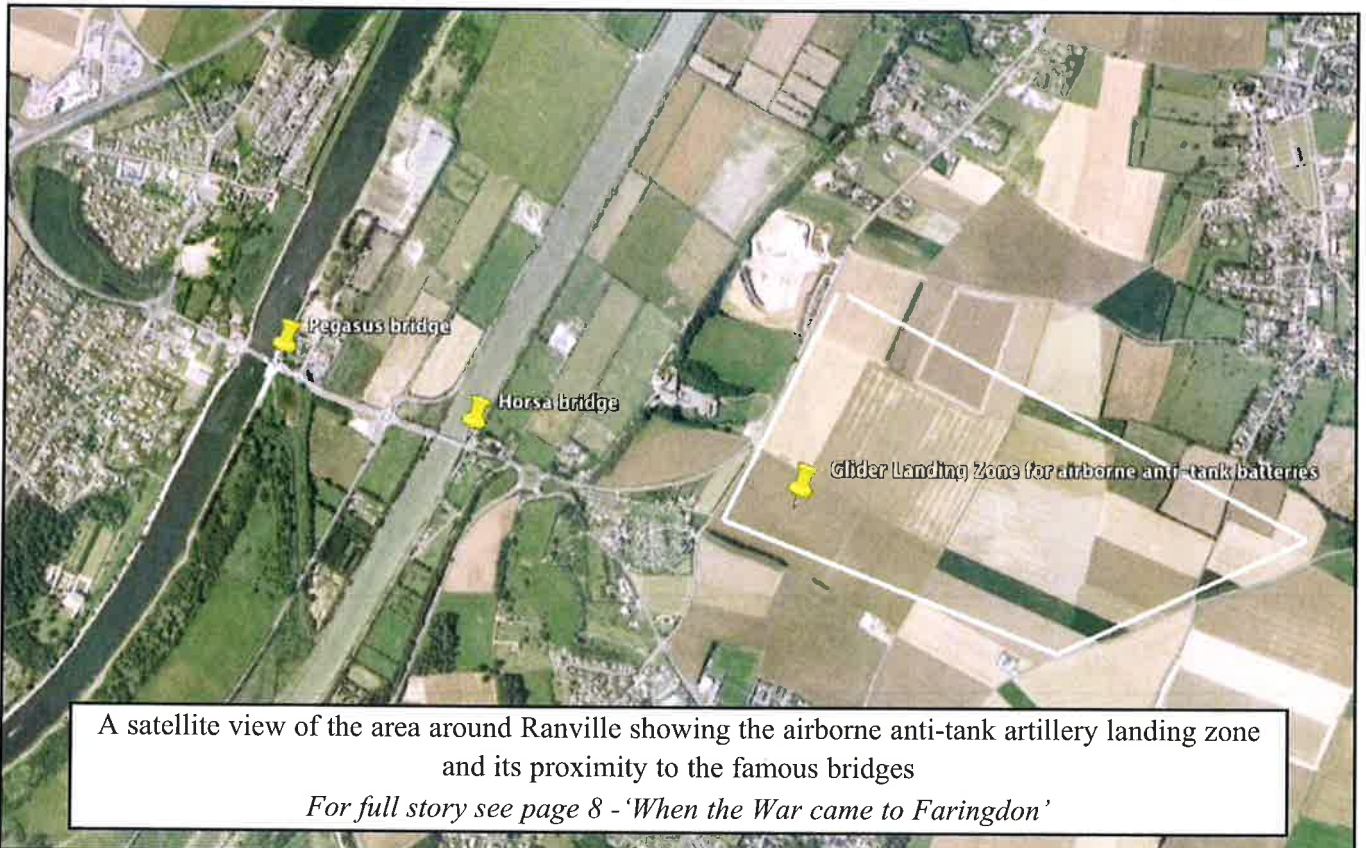 Pegasus bridge
Horsa bridge
Glider Landing Zone for airborne anti-tank batteries
A satellite view of the area around Ranville showing the airborne anti-tank artillery landing zone
and its proximity to the famous bridges
For full story see page 8 - 'When the War came to Faringdon'